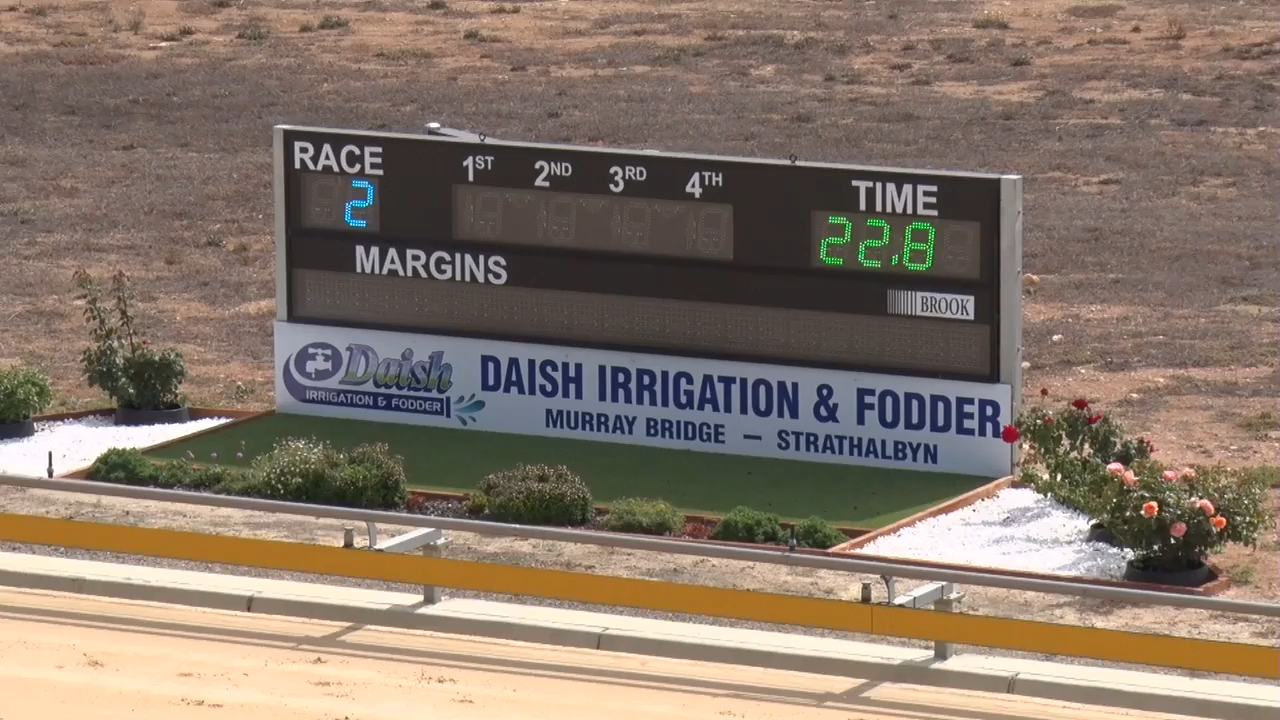 RACE 1ST 2ND 3RD 4TH TIME
2 22.8
MARGINS
BROOK
Daish
IRRIGATION & FODDER
DAISH IRRIGATION & FODDER
MURRAY BRIDGE — STRATHALBYN